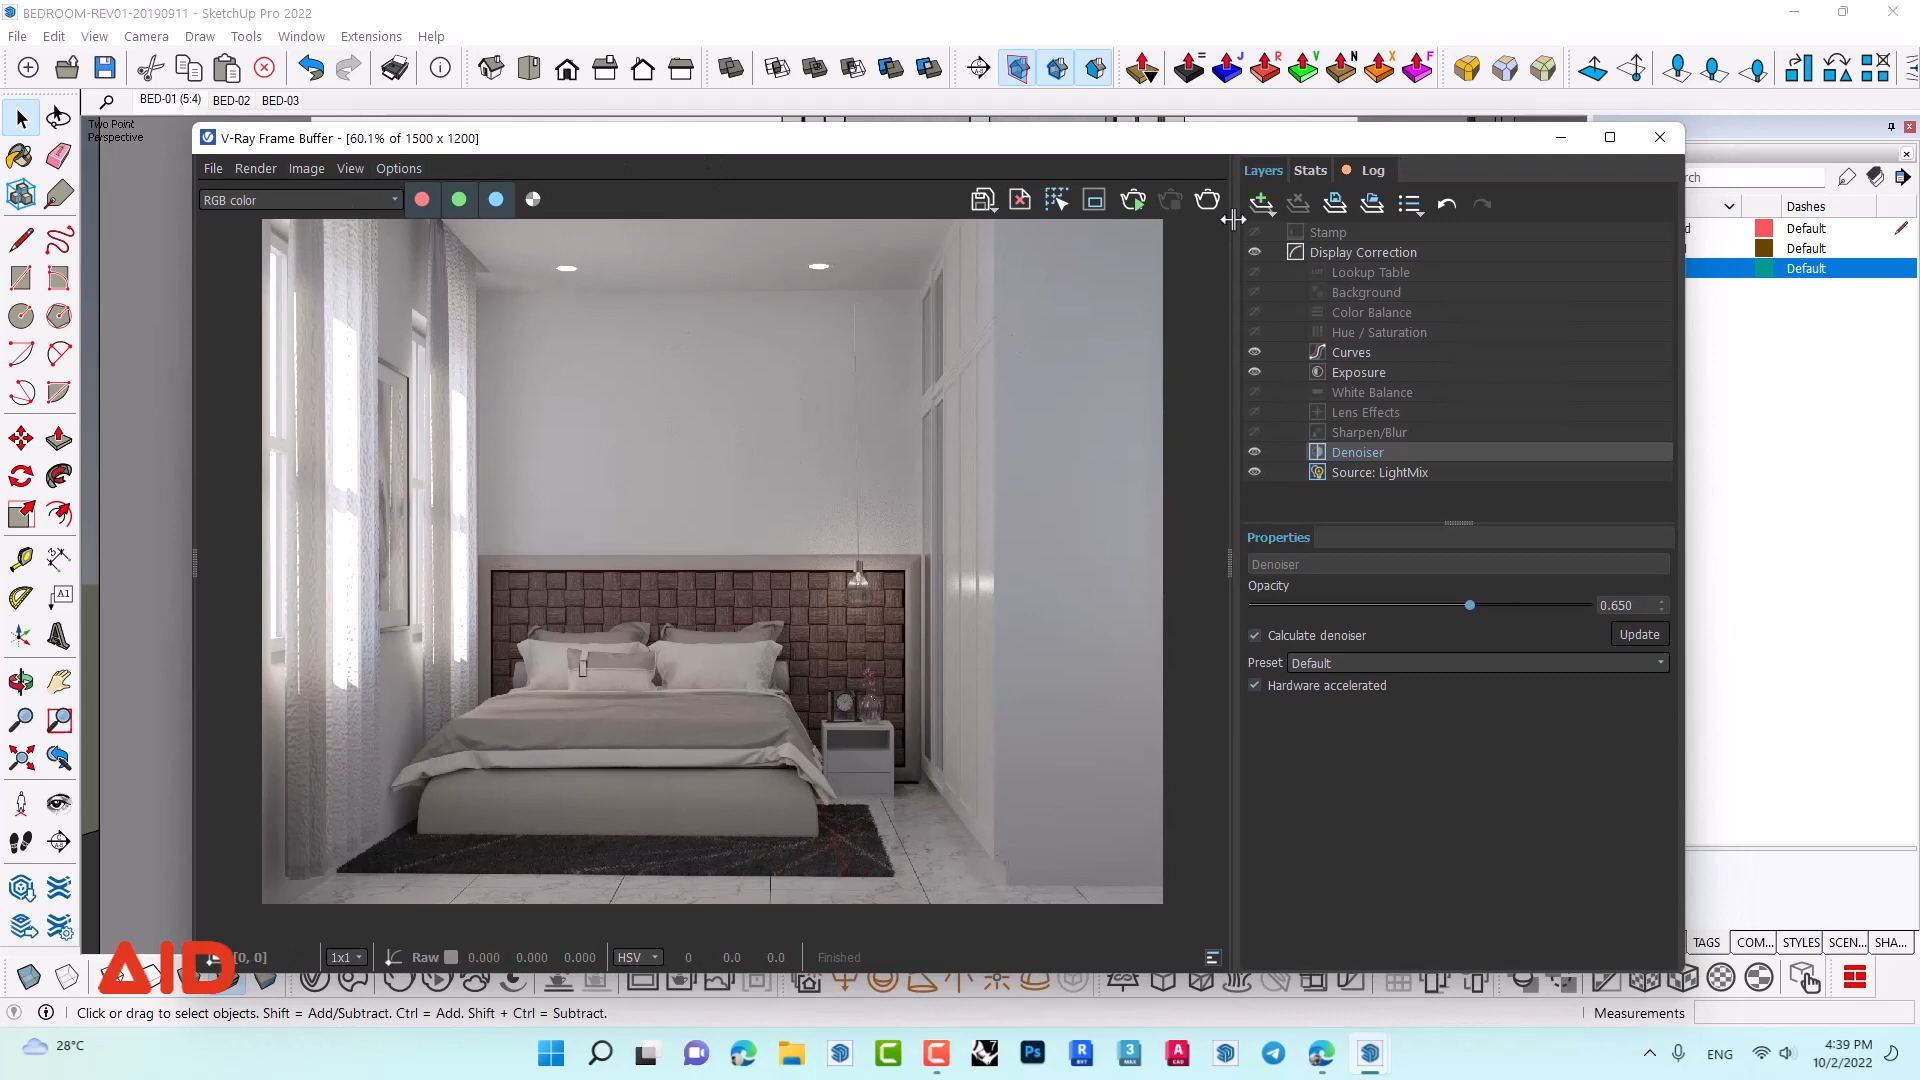 BEDROOM-REV01-20190911 - SketchUp Pro 2022
File Edit View Camera Draw Tools Window Extensions Help
BED-01 (5:4) BED-02 BED-03
Two Point
Perspective
V-Ray Frame Buffer - [60.1% of 1500 x 1200]
File Render Image View Options
Layers Stats Log
RGB color
Dashes
Stamp
Default
Display Correction
Default
Lookup Table
Default
Background
Color Balance
Hue / Saturation
Curves
Exposure
White Balance
Lens Effects
Sharpen/Blur
Denoiser
Source: LightMix
Properties
Denoiser
Opacity
0.650
Calculate denoiser
Update
Preset Default
Hardware accelerated
A1
TAGS COM... STYLES SCEN... SHA...
[0, 0] 1x1 Raw 0.000 0.000 0.000 HSV 0 0.0 0.0 Finished
AID
Click or drag to select objects. Shift = Add/Subtract. Ctrl = Add. Shift + Ctrl = Subtract.
Measurements
28°C
ENG
4:39 PM
10/2/2022